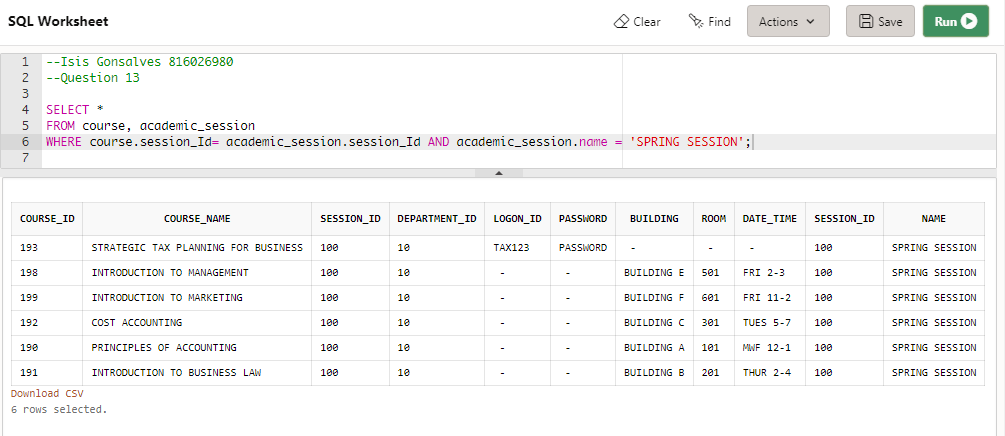 SQL Worksheet Clear Find Actions Save Run
1 --Isis Gonsalves 816026980
2 --Question 13
3
4 SELECT *
5 FROM course, academic_session
6 WHERE course.session_Id= academic_session.session_Id AND academic_session.name = 'SPRING SESSION';
7
COURSE_ID COURSE_NAME SESSION_ID DEPARTMENT_ID LOGON_ID PASSWORD BUILDING ROOM DATE_TIME SESSION_ID NAME
193 STRATEGIC TAX PLANNING FOR BUSINESS 100 10 TAX123 PASSWORD - - - 100 SPRING SESSION
198 INTRODUCTION TO MANAGEMENT 100 10 - - BUILDING E 501 FRI 2-3 100 SPRING SESSION
199 INTRODUCTION TO MARKETING 100 10 - - BUILDING F 601 FRI 11-2 100 SPRING SESSION
192 COST ACCOUNTING 100 10 - - BUILDING C 301 TUES 5-7 100 SPRING SESSION
190 PRINCIPLES OF ACCOUNTING 100 10 - - BUILDING A 101 MWF 12-1 100 SPRING SESSION
191 INTRODUCTION TO BUSINESS LAW 100 10 - - BUILDING B 201 THUR 2-4 100 SPRING SESSION
Download CSV
6 rows selected.